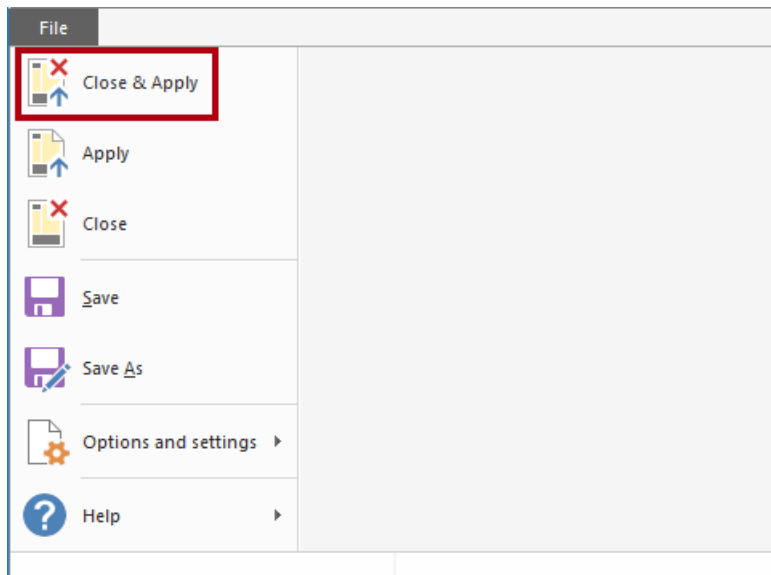 File
Close & Apply
Apply
Close
Save
Save As
Options and settings
Help